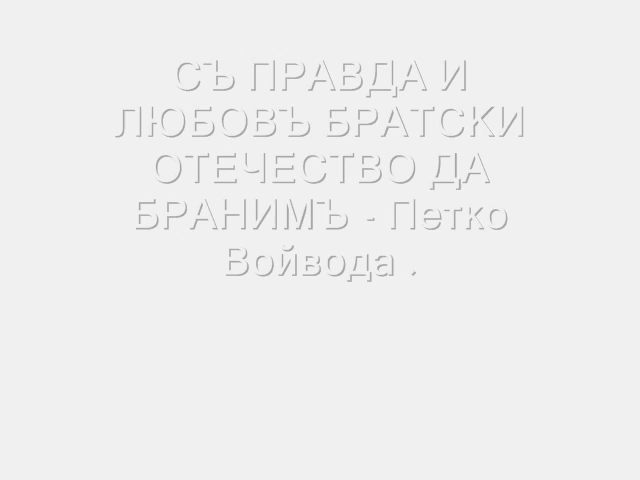 СЪ ПРАВДА И
ЛЮБОВЪ БРАТСКИ
ОТЕЧЕСТВО ДА
БРАНИМЪ - Петко
Войвода .